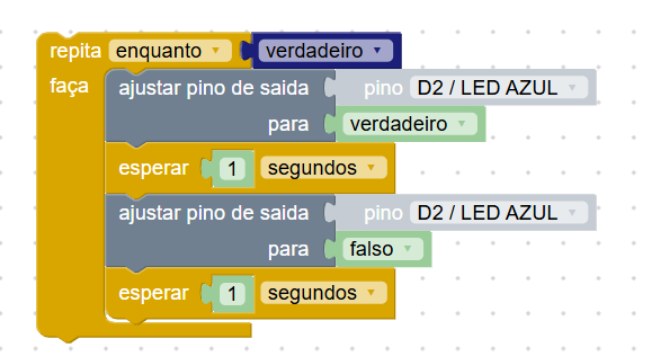 repita enquanto verdadeiro
faça ajustar pino de saida pino D2 / LED AZUL
para verdadeiro
esperar 1 segundos
ajustar pino de saida pino D2 / LED AZUL
para falso
esperar 1 segundos